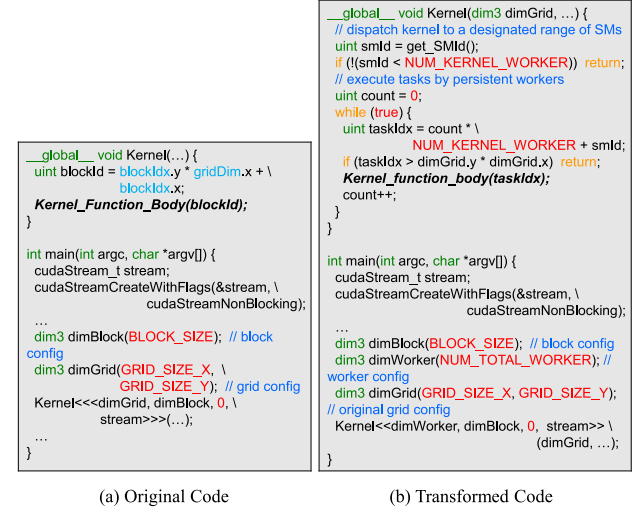 __global__ void Kernel(…) {
uint blockId = blockIdx.y * gridDim.x + \
blockIdx.x;
Kernel_Function_Body(blockId);
}
int main(int argc, char *argv[]) {
cudaStream_t stream;
cudaStreamCreateWithFlags(&stream, \
cudaStreamNonBlocking);
…
dim3 dimBlock(BLOCK_SIZE); // block
config
dim3 dimGrid(GRID_SIZE_X, \
GRID_SIZE_Y); // grid config
Kernel<<<dimGrid, dimBlock, 0, \
stream>>>(…);
…
}
(a) Original Code
__global__ void Kernel(dim3 dimGrid, …) {
// dispatch kernel to a designated range of SMs
uint smId = get_SMId();
if (!(smId < NUM_KERNEL_WORKER)) return;
// execute tasks by persistent workers
uint count = 0;
while (true) {
uint taskIdx = count * \
NUM_KERNEL_WORKER + smId;
if (taskIdx > dimGrid.y * dimGrid.x) return;
Kernel_function_body(taskIdx);
count++;
}
}
int main(int argc, char *argv[]) {
cudaStream_t stream;
cudaStreamCreateWithFlags(&stream, \
cudaStreamNonBlocking);
…
dim3 dimBlock(BLOCK_SIZE); // block config
dim3 dimWorker(NUM_TOTAL_WORKER); //
worker config
dim3 dimGrid(GRID_SIZE_X, GRID_SIZE_Y);
// original grid config
Kernel<<dimWorker, dimBlock, 0, stream>> \
(dimGrid, …);
}
(b) Transformed Code